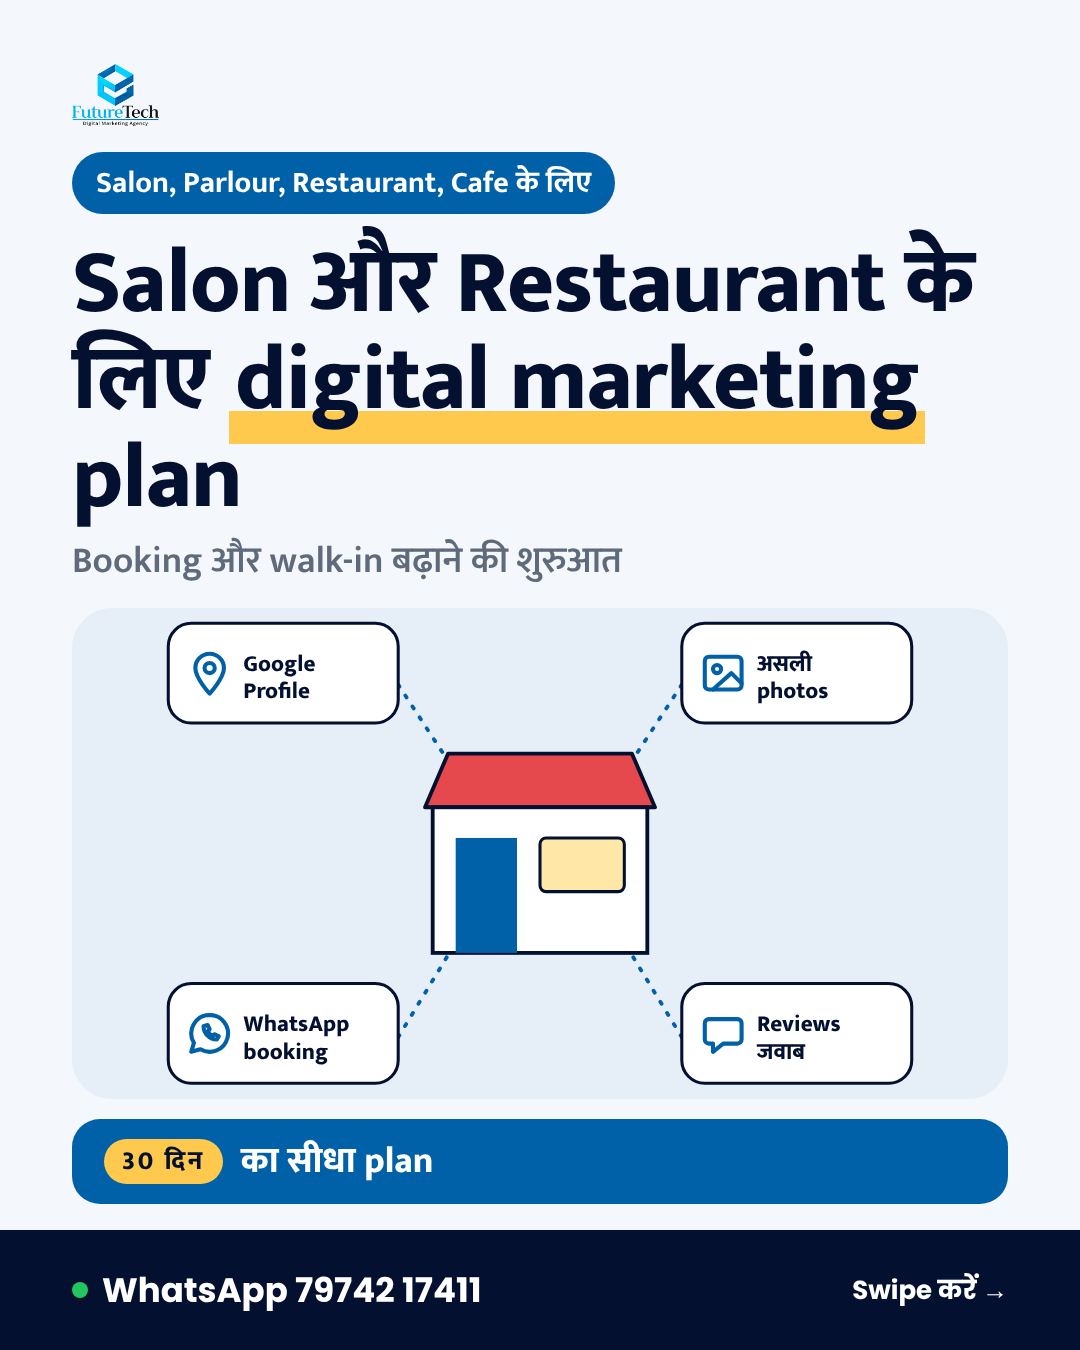 FutureTech
Digital Marketing Agency
Salon, Parlour, Restaurant, Cafe के लिए
Salon और Restaurant के
लिए digital marketing
plan
Booking और walk-in बढ़ाने की शुरुआत
Google
Profile
असली
photos
WhatsApp
booking
Reviews
जवाब
30 दिन का सीधा plan
WhatsApp 79742 17411
Swipe करें →